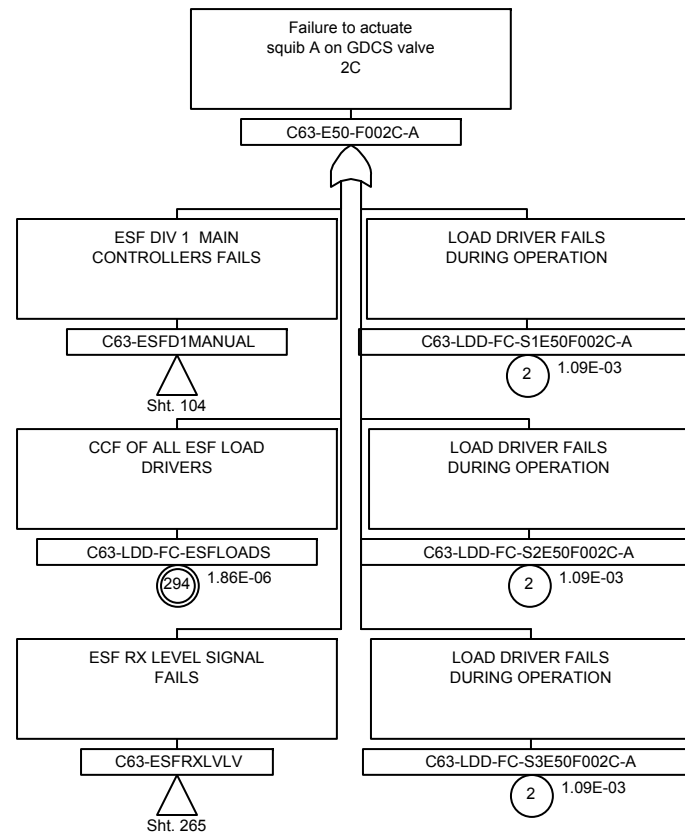 Failure to actuate
squib A on GDCS valve
2C
C63-E50-F002C-A
ESF DIV 1 MAIN
CONTROLLERS FAILS
C63-ESFD1MANUAL
Sht. 104
LOAD DRIVER FAILS
DURING OPERATION
C63-LDD-FC-S1E50F002C-A
2
1.09E-03
CCF OF ALL ESF LOAD
DRIVERS
C63-LDD-FC-ESFLOADS
294
1.86E-06
LOAD DRIVER FAILS
DURING OPERATION
C63-LDD-FC-S2E50F002C-A
2
1.09E-03
ESF RX LEVEL SIGNAL
FAILS
C63-ESFRXLVLV
Sht. 265
LOAD DRIVER FAILS
DURING OPERATION
C63-LDD-FC-S3E50F002C-A
2
1.09E-03